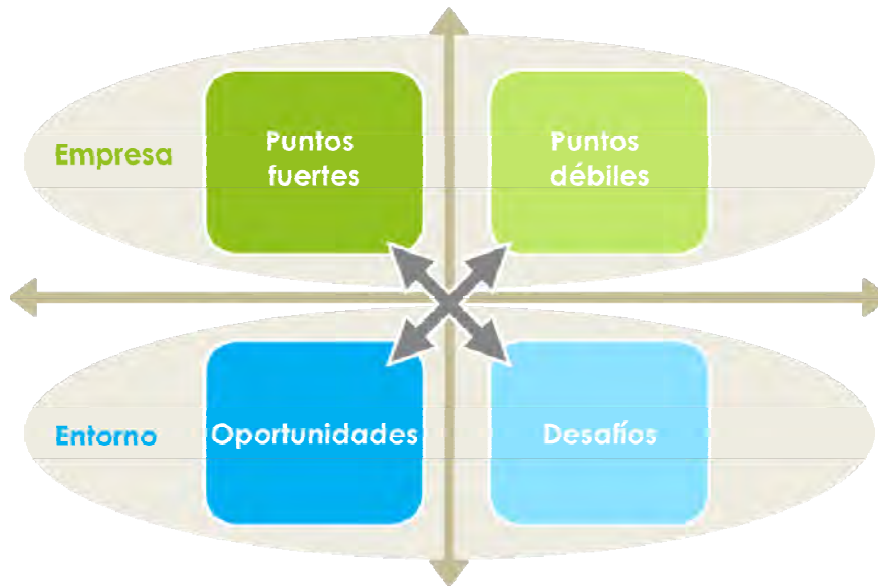 Empresa
Puntos
fuertes
Puntos
débiles
Entorno
Oportunidades
Desafíos